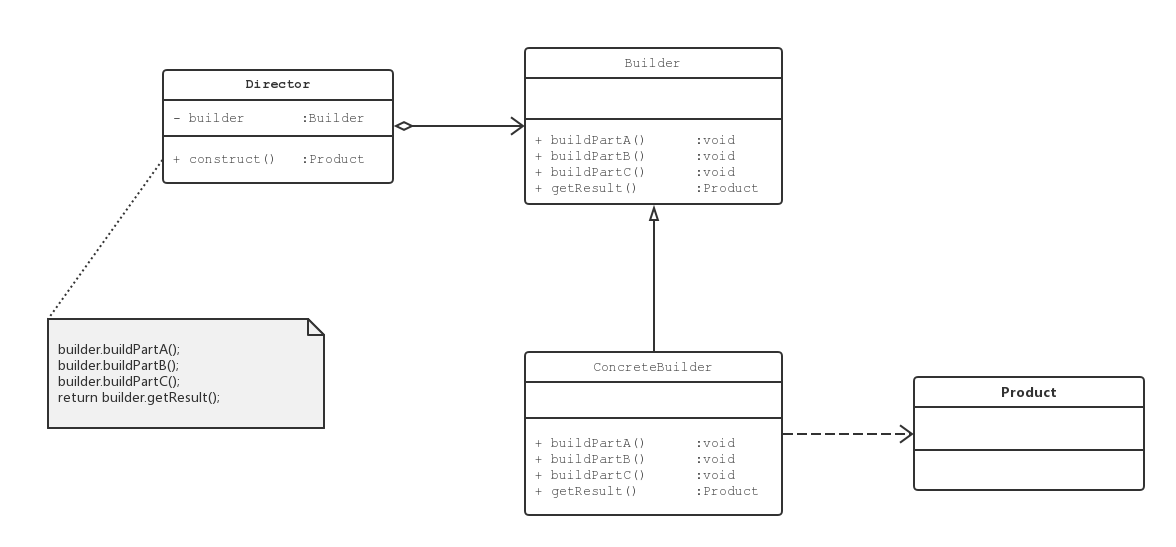 Director
- builder :Builder
+ construct() :Product
Builder
+ buildPartA() :void
+ buildPartB() :void
+ buildPartC() :void
+ getResult() :Product
builder.buildPartA();
builder.buildPartB();
builder.buildPartC();
return builder.getResult();
ConcreteBuilder
+ buildPartA() :void
+ buildPartB() :void
+ buildPartC() :void
+ getResult() :Product
Product